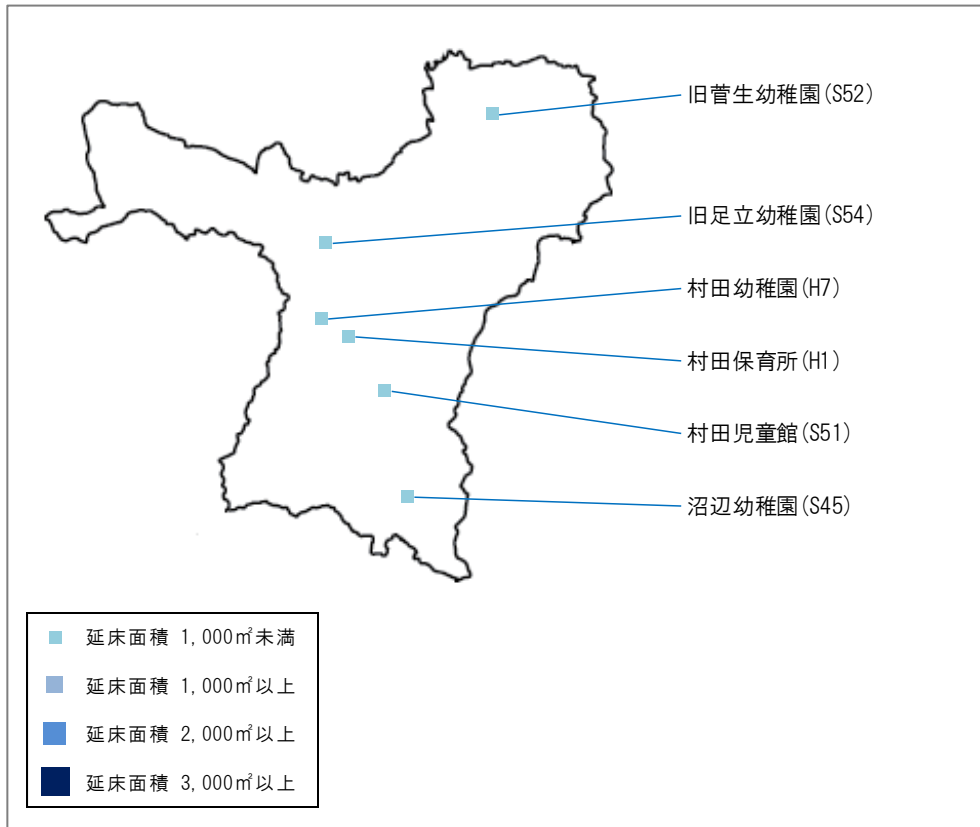 旧菅生幼稚園(S52)
旧足立幼稚園(S54)
村田幼稚園(H7)
村田保育所(H1)
村田児童館(S51)
沼辺幼稚園(S45)
延床面積 1,000㎡未満
延床面積 1,000㎡以上
延床面積 2,000㎡以上
延床面積 3,000㎡以上